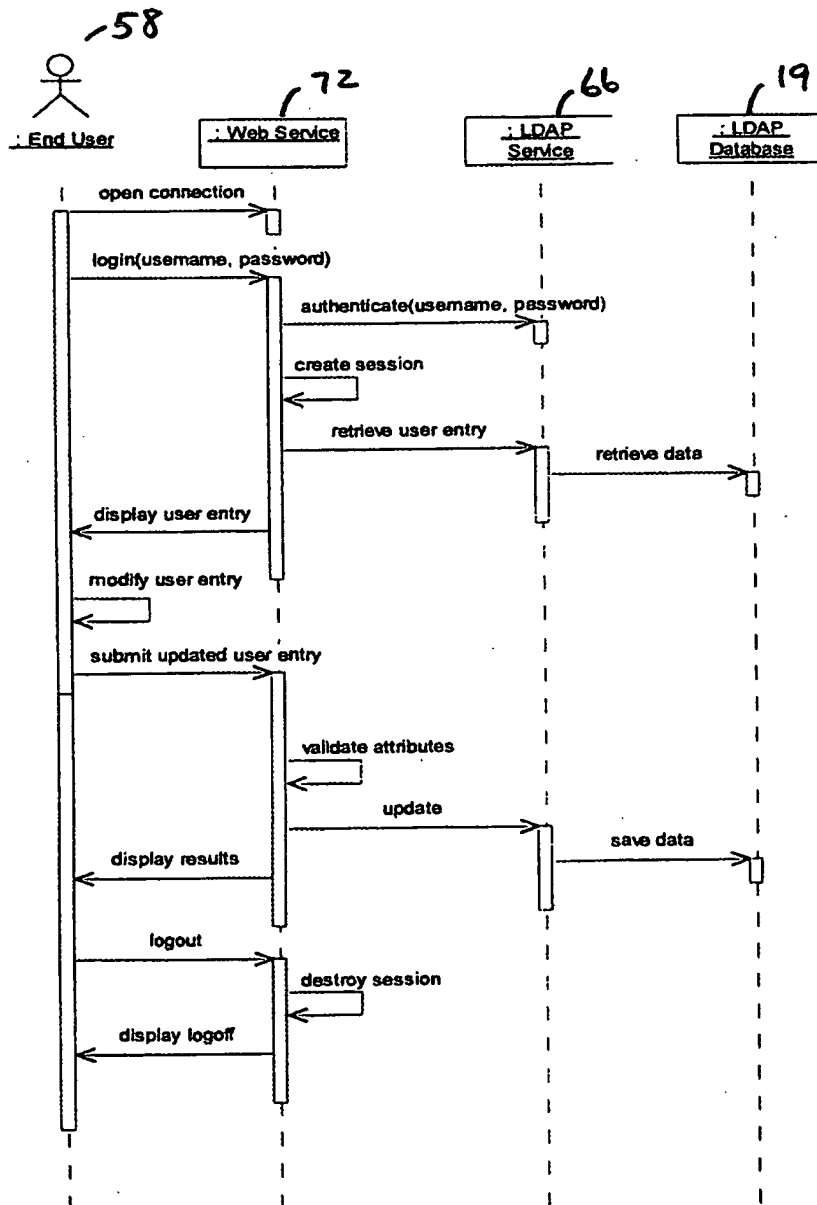 58
72
66
19
: End User
: Web Service
: LDAP
Service
: LDAP
Database
open connection
login(username, password)
authenticate(username, password)
create session
retrieve user entry
retrieve data
display user entry
modify user entry
submit updated user entry
validate attributes
update
save data
display results
logout
destroy session
display logoff